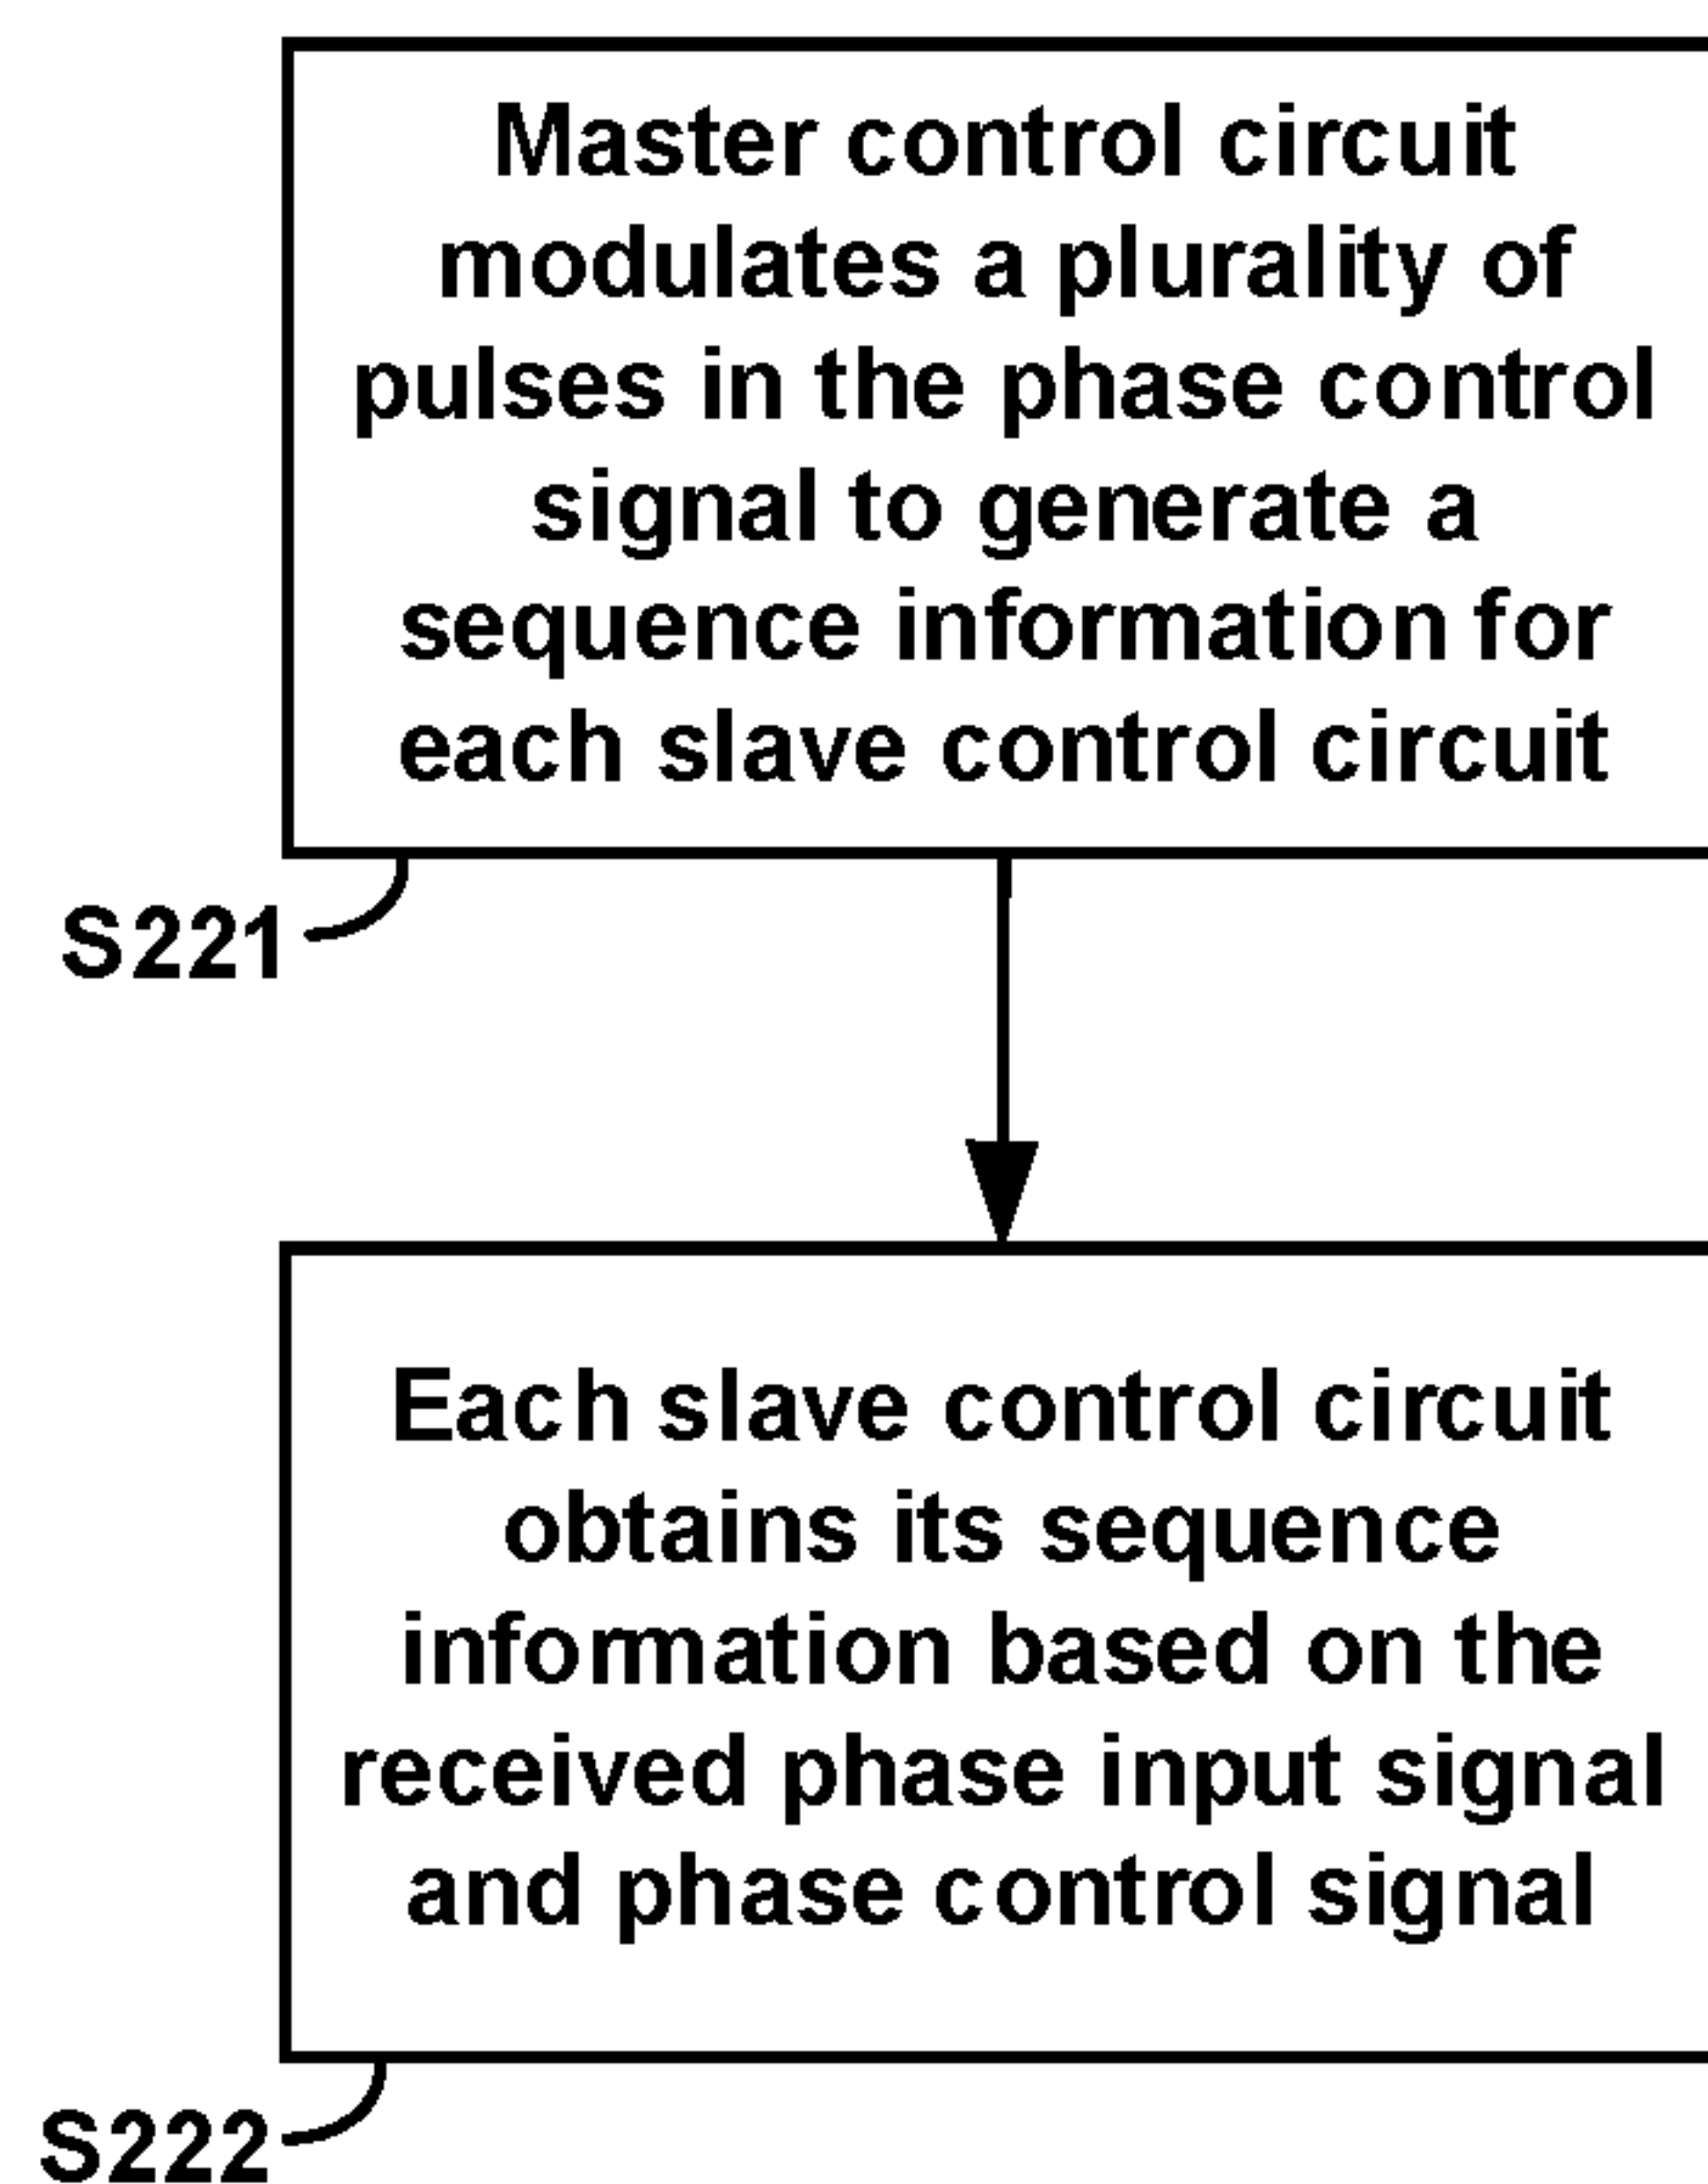 Master control circuit
modulates a plurality of
pulses in the phase control
signal to generate a
sequence information for
each slave control circuit
S221
Each slave control circuit
obtains its sequence
information based on the
received phase input signal
and phase control signal
S222